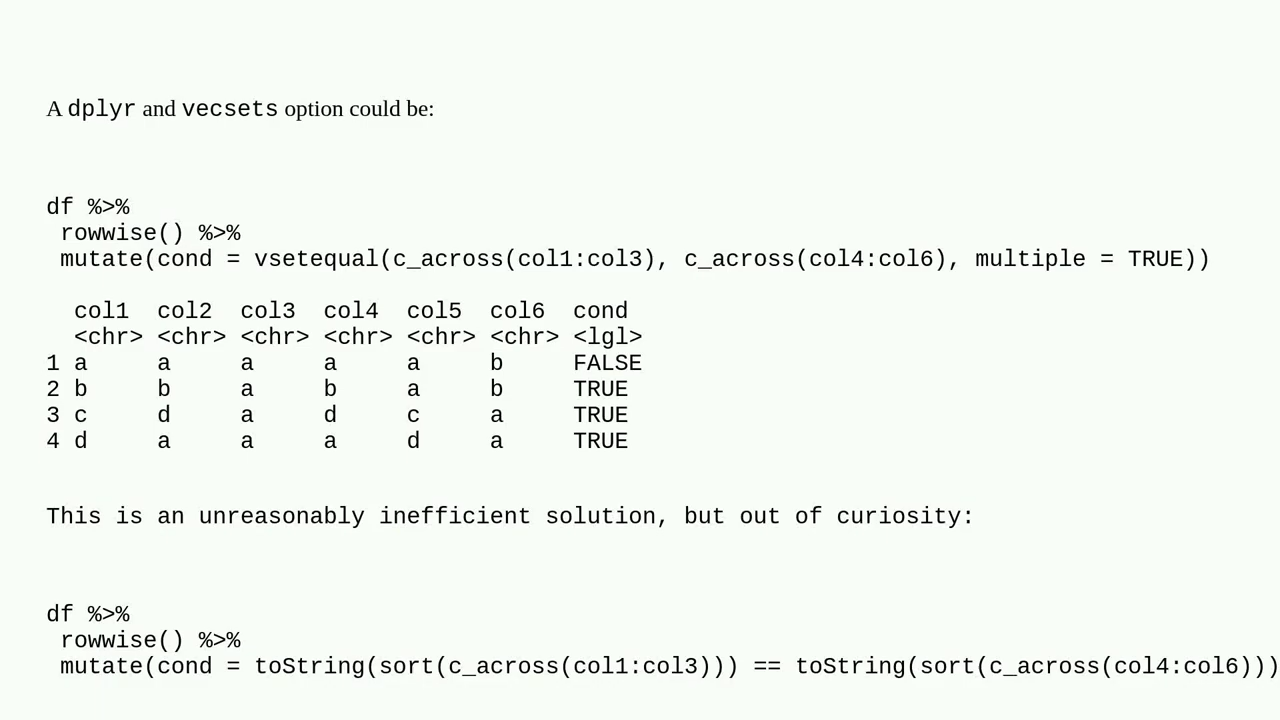 A dplyr and vecsets option could be:
df %>%
 rowwise() %>%
 mutate(cond = vsetequal(c_across(col1:col3), c_across(col4:col6), multiple = TRUE))
  col1  col2  col3  col4  col5  col6  cond
  <chr> <chr> <chr> <chr> <chr> <chr> <lgl>
1 a     a     a     a     a     b     FALSE
2 b     b     a     b     a     b     TRUE
3 c     d     a     d     c     a     TRUE
4 d     a     a     a     d     a     TRUE
This is an unreasonably inefficient solution, but out of curiosity:
df %>%
 rowwise() %>%
 mutate(cond = toString(sort(c_across(col1:col3))) == toString(sort(c_across(col4:col6)))